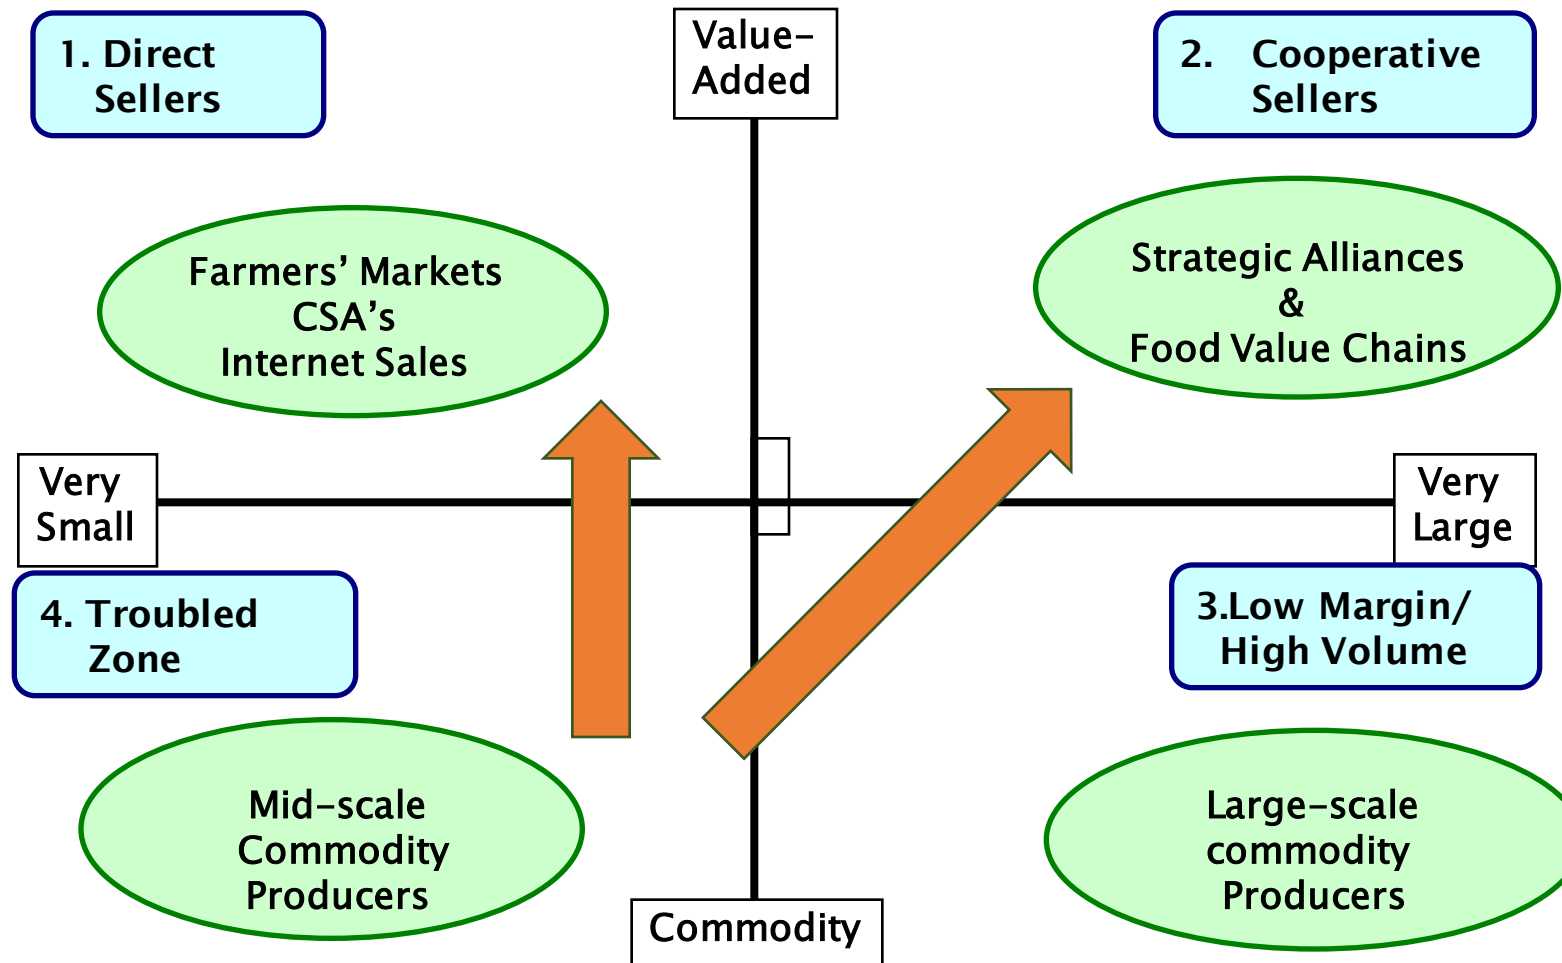 1. Direct
Sellers
Value-
Added
2. Cooperative
Sellers
Farmers’ Markets
CSA’s
Internet Sales
Strategic Alliances
&
Food Value Chains
Very
Small
Very
Large
4. Troubled
Zone
3.Low Margin/
High Volume
Mid-scale
Commodity
Producers
Large-scale
commodity
Producers
Commodity